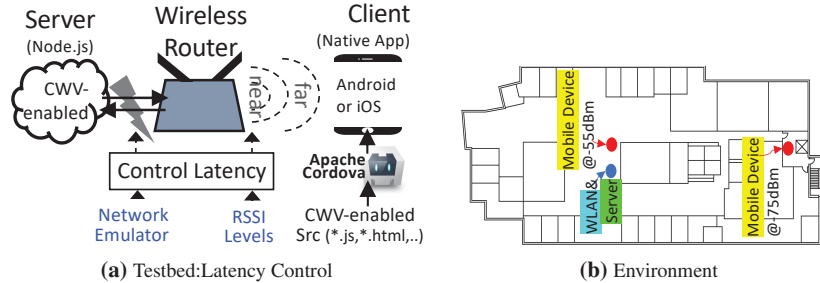 Server
(Node.js)
CWV-
enabled
Wireless
Router
near
far
Client
(Native App)
Android
or iOS
Control Latency
Apache
Cordova
Network
Emulator
RSSI
Levels
CWV-enabled
Src (*.js,*.html,..)
(a) Testbed:Latency Control
Mobile Device
@-55dBm
WLAN&
Server
Mobile Device
@-75dBm
(b) Environment